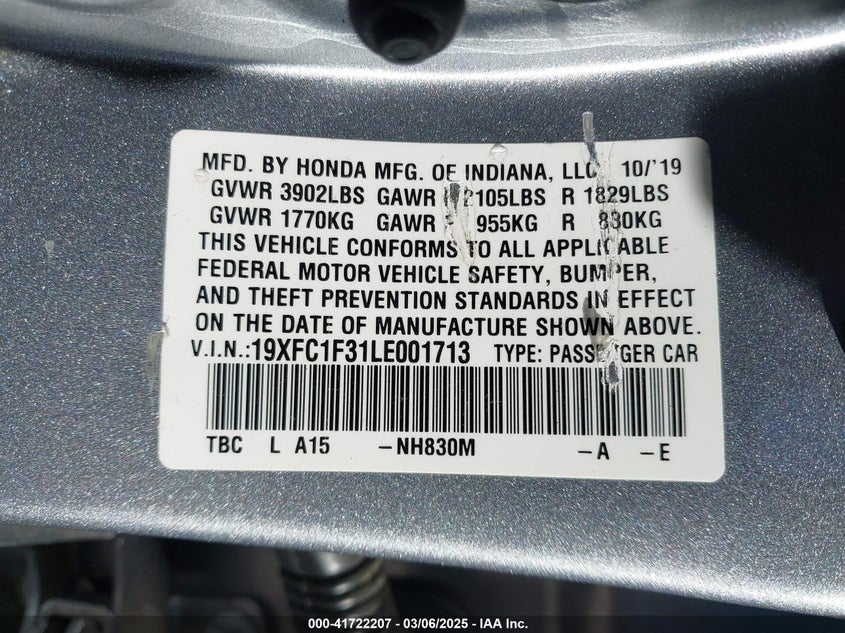 MFD. BY HONDA MFG. OF INDIANA, LLC 10/'19
GVWR 3902LBS GAWR 2105LBS R 1829LBS
GVWR 1770KG GAWR 955KG R 830KG
THIS VEHICLE CONFORMS TO ALL APPLICABLE
FEDERAL MOTOR VEHICLE SAFETY, BUMPER,
AND THEFT PREVENTION STANDARDS IN EFFECT
ON THE DATE OF MANUFACTURE SHOWN ABOVE.
V.I.N.:19XFC1F31LE001713 TYPE: PASSENGER CAR
TBC L A15 -NH830M -A -E
000-41722207 - 03/06/2025 - IAA Inc.